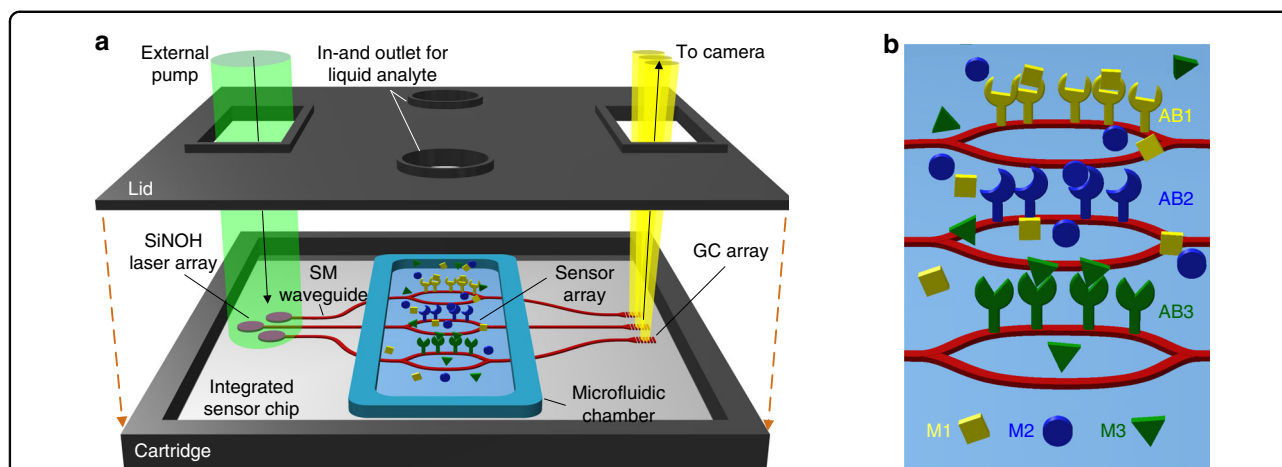 a
External
pump
In-and outlet for
liquid analyte
To camera
Lid
SiNOH
laser array
SM
waveguide
Sensor
array
GC array
Integrated
sensor chip
Microfluidic
chamber
Cartridge
b
AB1
AB2
AB3
M1
M2
M3